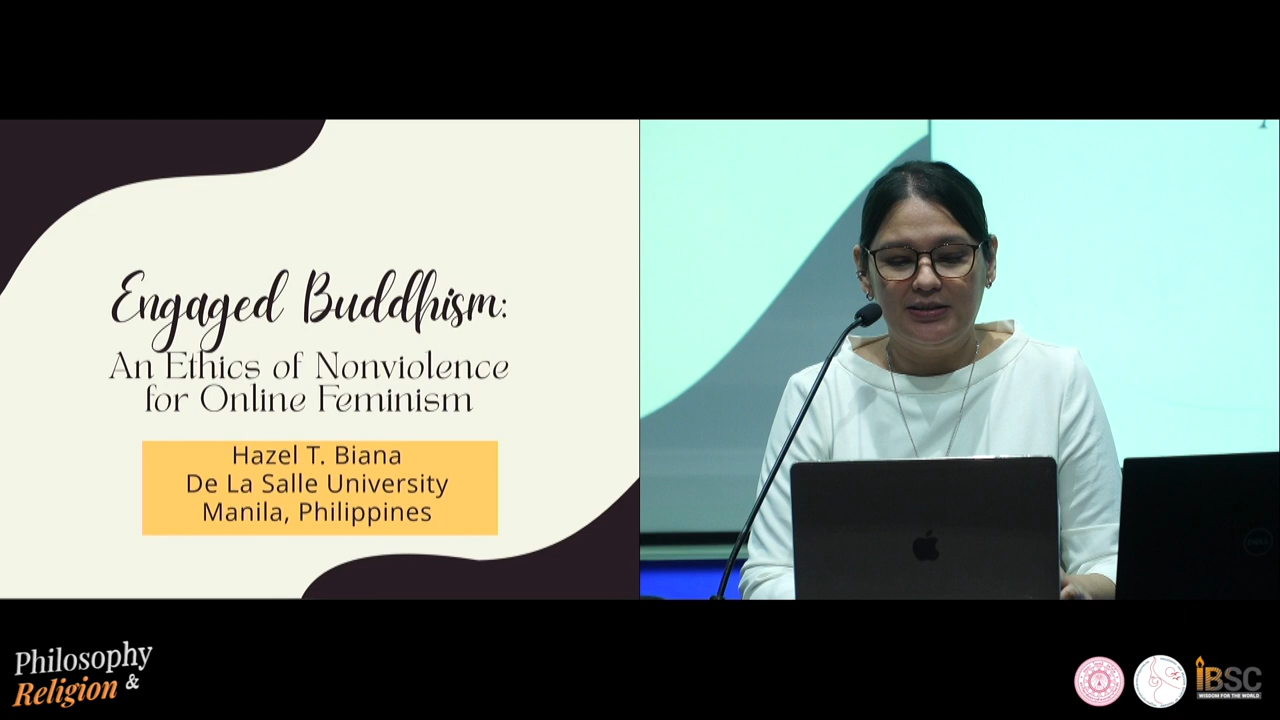 Engaged Buddhism:
An Ethics of Nonviolence
for Online Feminism
Hazel T. Biana
De La Salle University
Manila, Philippines
DELL
Philosophy
Religion &
iBSC
WISDOM FOR THE WORLD